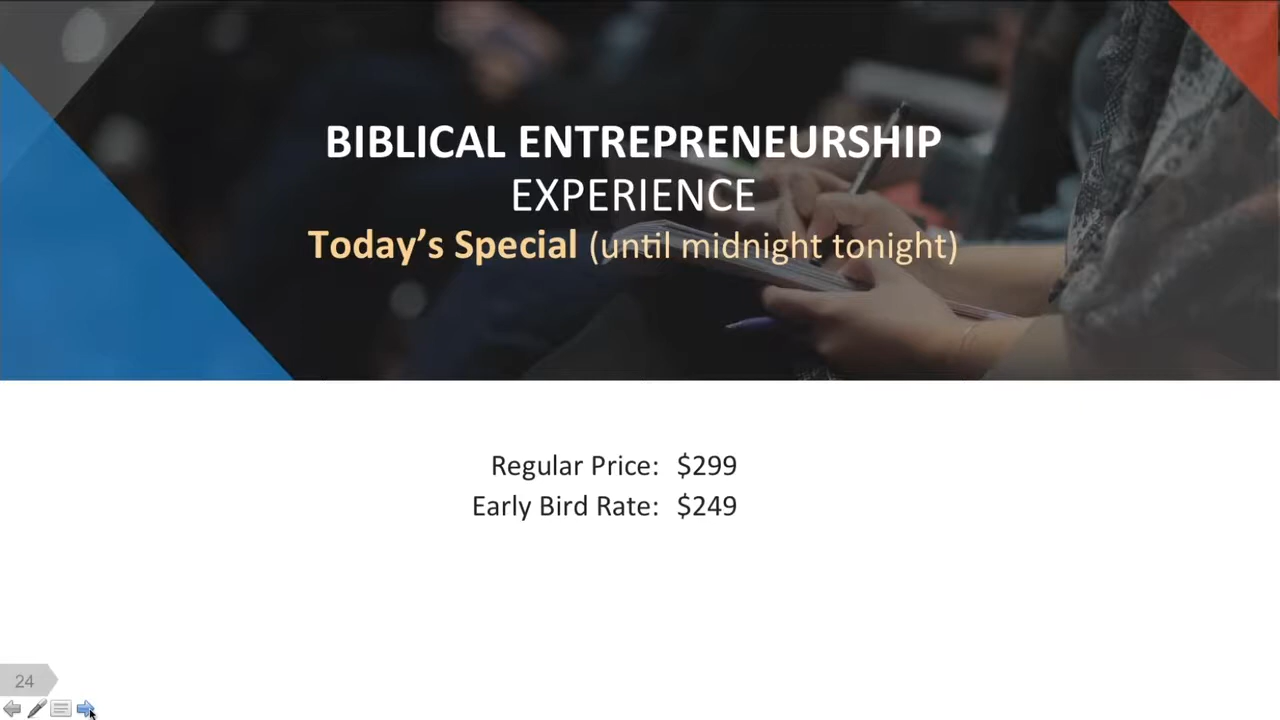 BIBLICAL ENTREPRENEURSHIP
EXPERIENCE
Today’s Special (until midnight tonight)
Regular Price: $299
Early Bird Rate: $249
24